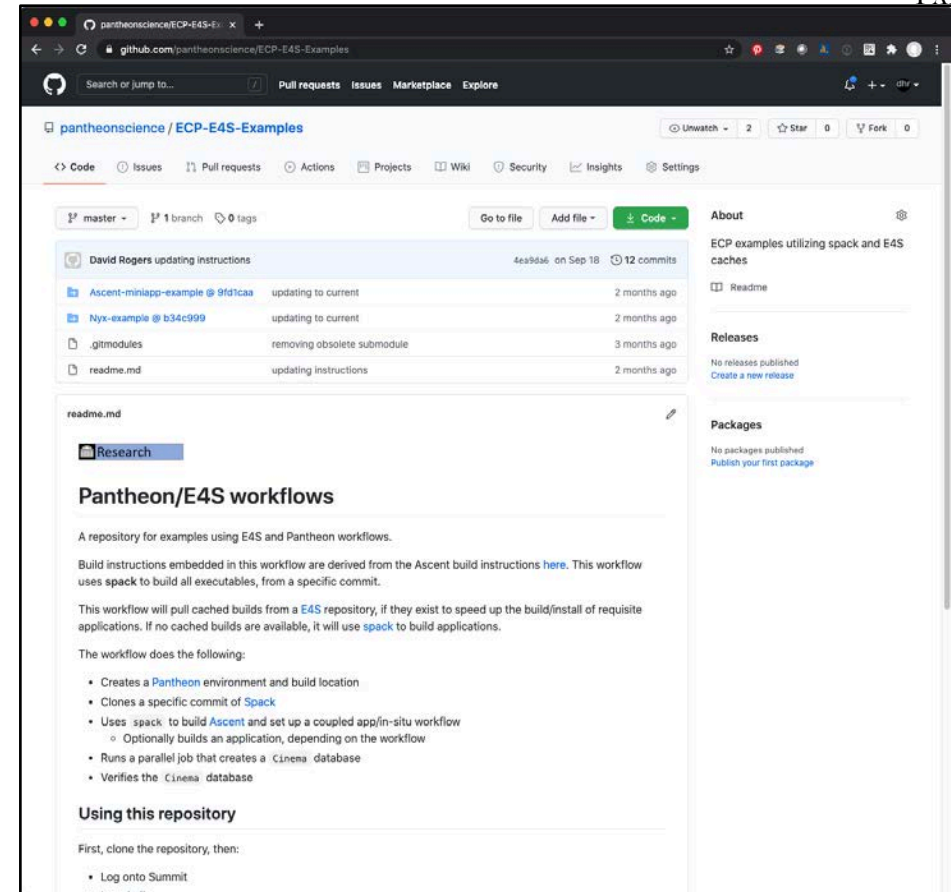 pantheonscience/ECP-E4S-Ex
github.com/pantheonscience/ECP-E4S-Examples
Search or jump to...
/
Pull requests Issues Marketplace Explore
dhr
pantheonscience / ECP-E4S-Examples
Unwatch 2 Star 0 Fork 0
<> Code Issues Pull requests Actions Projects Wiki Security Insights Settings
master 1 branch 0 tags Go to file Add file Code
David Rogers updating instructions 4ea9da6 on Sep 18 12 commits
Ascent-miniapp-example @ 9fd1caa updating to current 2 months ago
Nyx-example @ b34c999 updating to current 2 months ago
.gitmodules removing obsolete submodule 3 months ago
readme.md updating instructions 2 months ago
readme.md
Research
Pantheon/E4S workflows
A repository for examples using E4S and Pantheon workflows.
Build instructions embedded in this workflow are derived from the Ascent build instructions here. This workflow
uses spack to build all executables, from a specific commit.
This workflow will pull cached builds from a E4S repository, if they exist to speed up the build/install of requisite
applications. If no cached builds are available, it will use spack to build applications.
The workflow does the following:
• Creates a Pantheon environment and build location
• Clones a specific commit of Spack
• Uses spack to build Ascent and set up a coupled app/in-situ workflow
◦ Optionally builds an application, depending on the workflow
• Runs a parallel job that creates a Cinema database
• Verifies the Cinema database
Using this repository
First, clone the repository, then:
• Log onto Summit
About
ECP examples utilizing spack and E4S
caches
Readme
Releases
No releases published
Create a new release
Packages
No packages published
Publish your first package